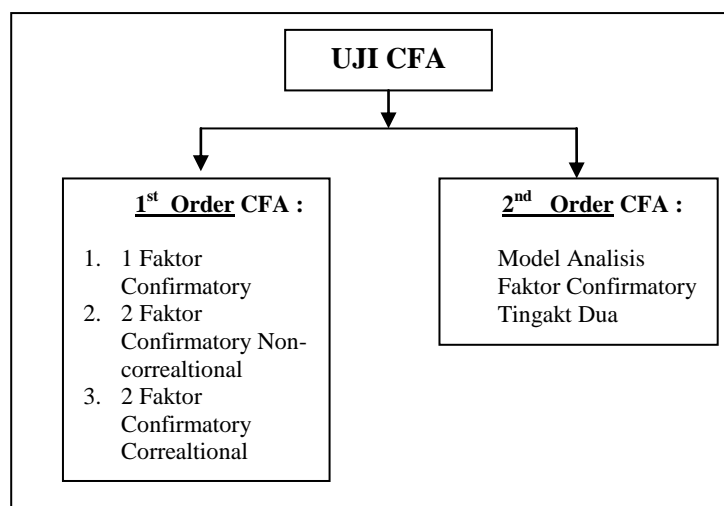 UJI CFA
1st Order CFA :
1. 1 Faktor
Confirmatory
2. 2 Faktor
Confirmatory Non-
correaltional
3. 2 Faktor
Confirmatory
Correaltional
2nd Order CFA :
Model Analisis
Faktor Confirmatory
Tingakt Dua